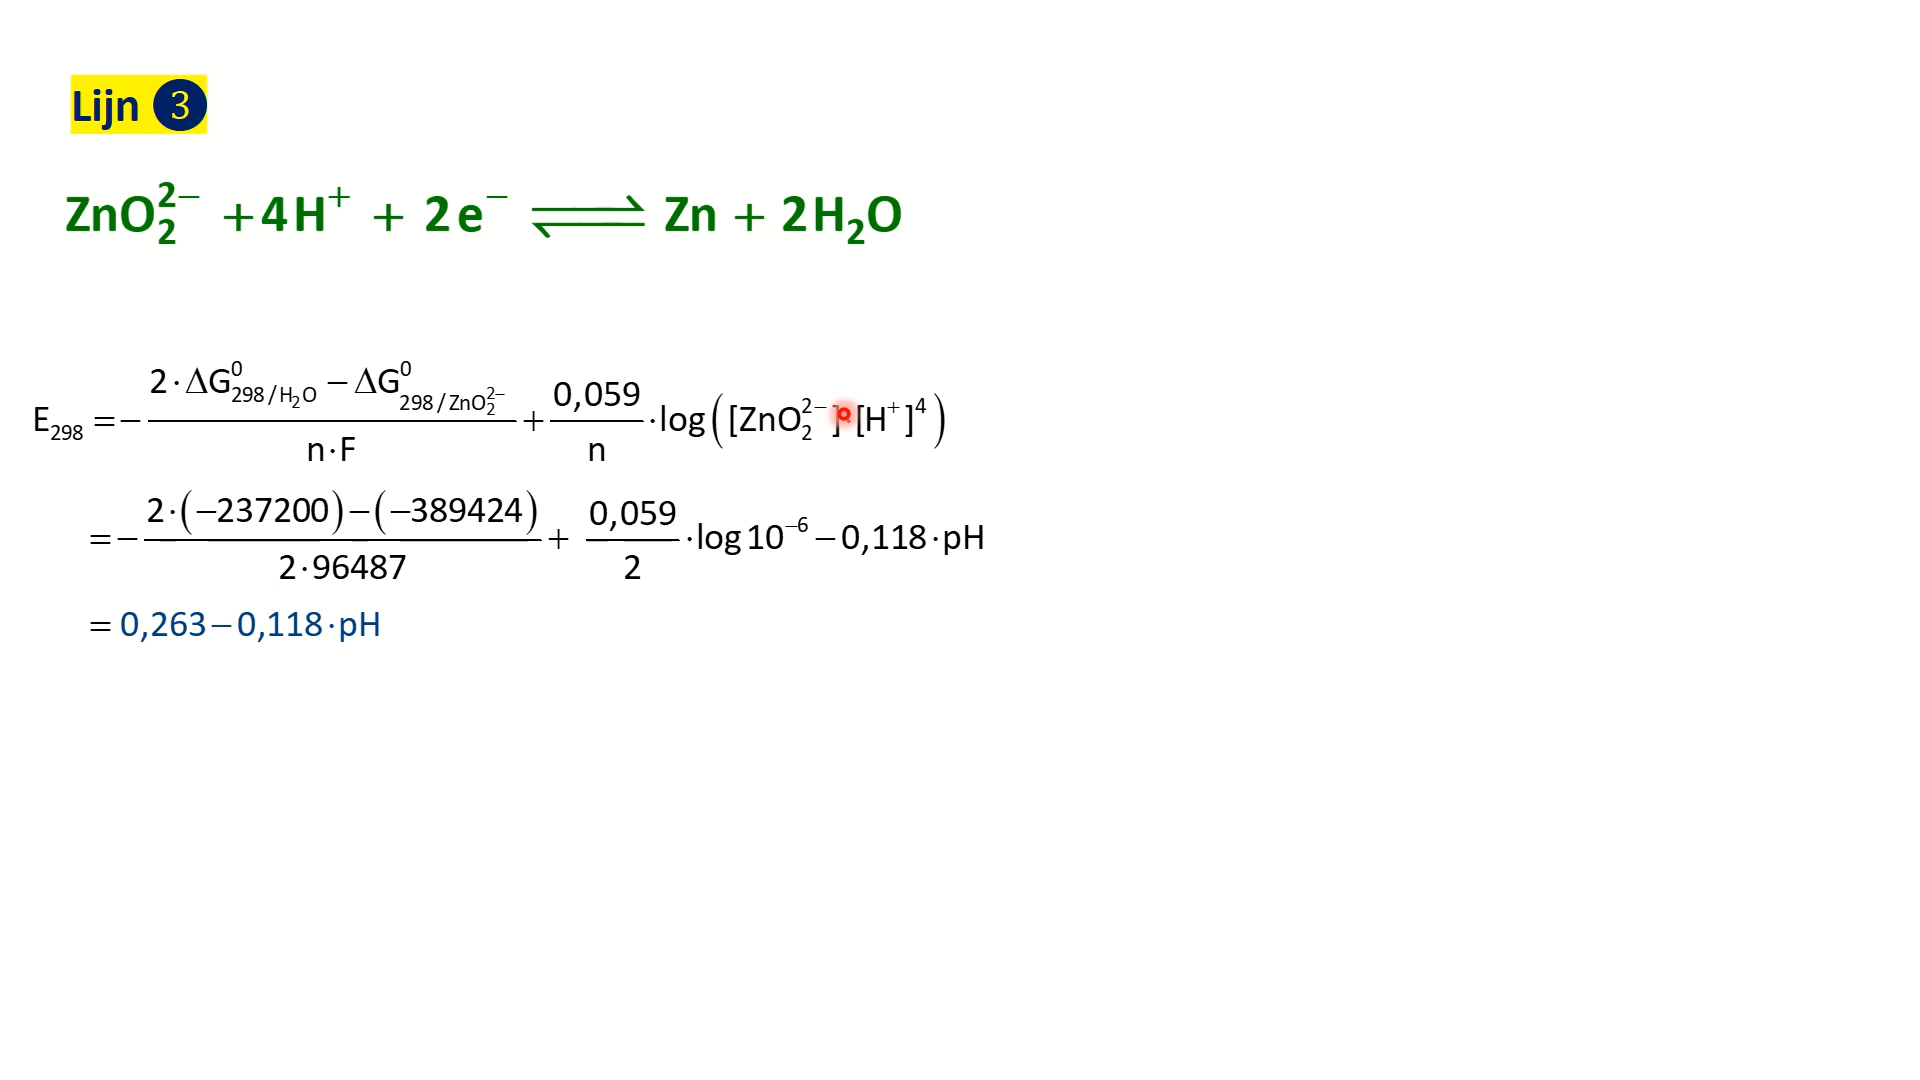 Lijn 3
ZnO₂²⁻ + 4H⁺ + 2e⁻ ⇌ Zn + 2H₂O
E₂₉₈ = − (2·ΔG⁰₂₉₈/H₂O − ΔG⁰₂₉₈/ZnO₂²⁻) / (n·F) + 0,059/n · log([ZnO₂²⁻]·[H⁺]⁴)
= − (2·(−237200)−(−389424)) / (2·96487) + 0,059/2 · log 10⁻⁶ − 0,118·pH
= 0,263 − 0,118·pH